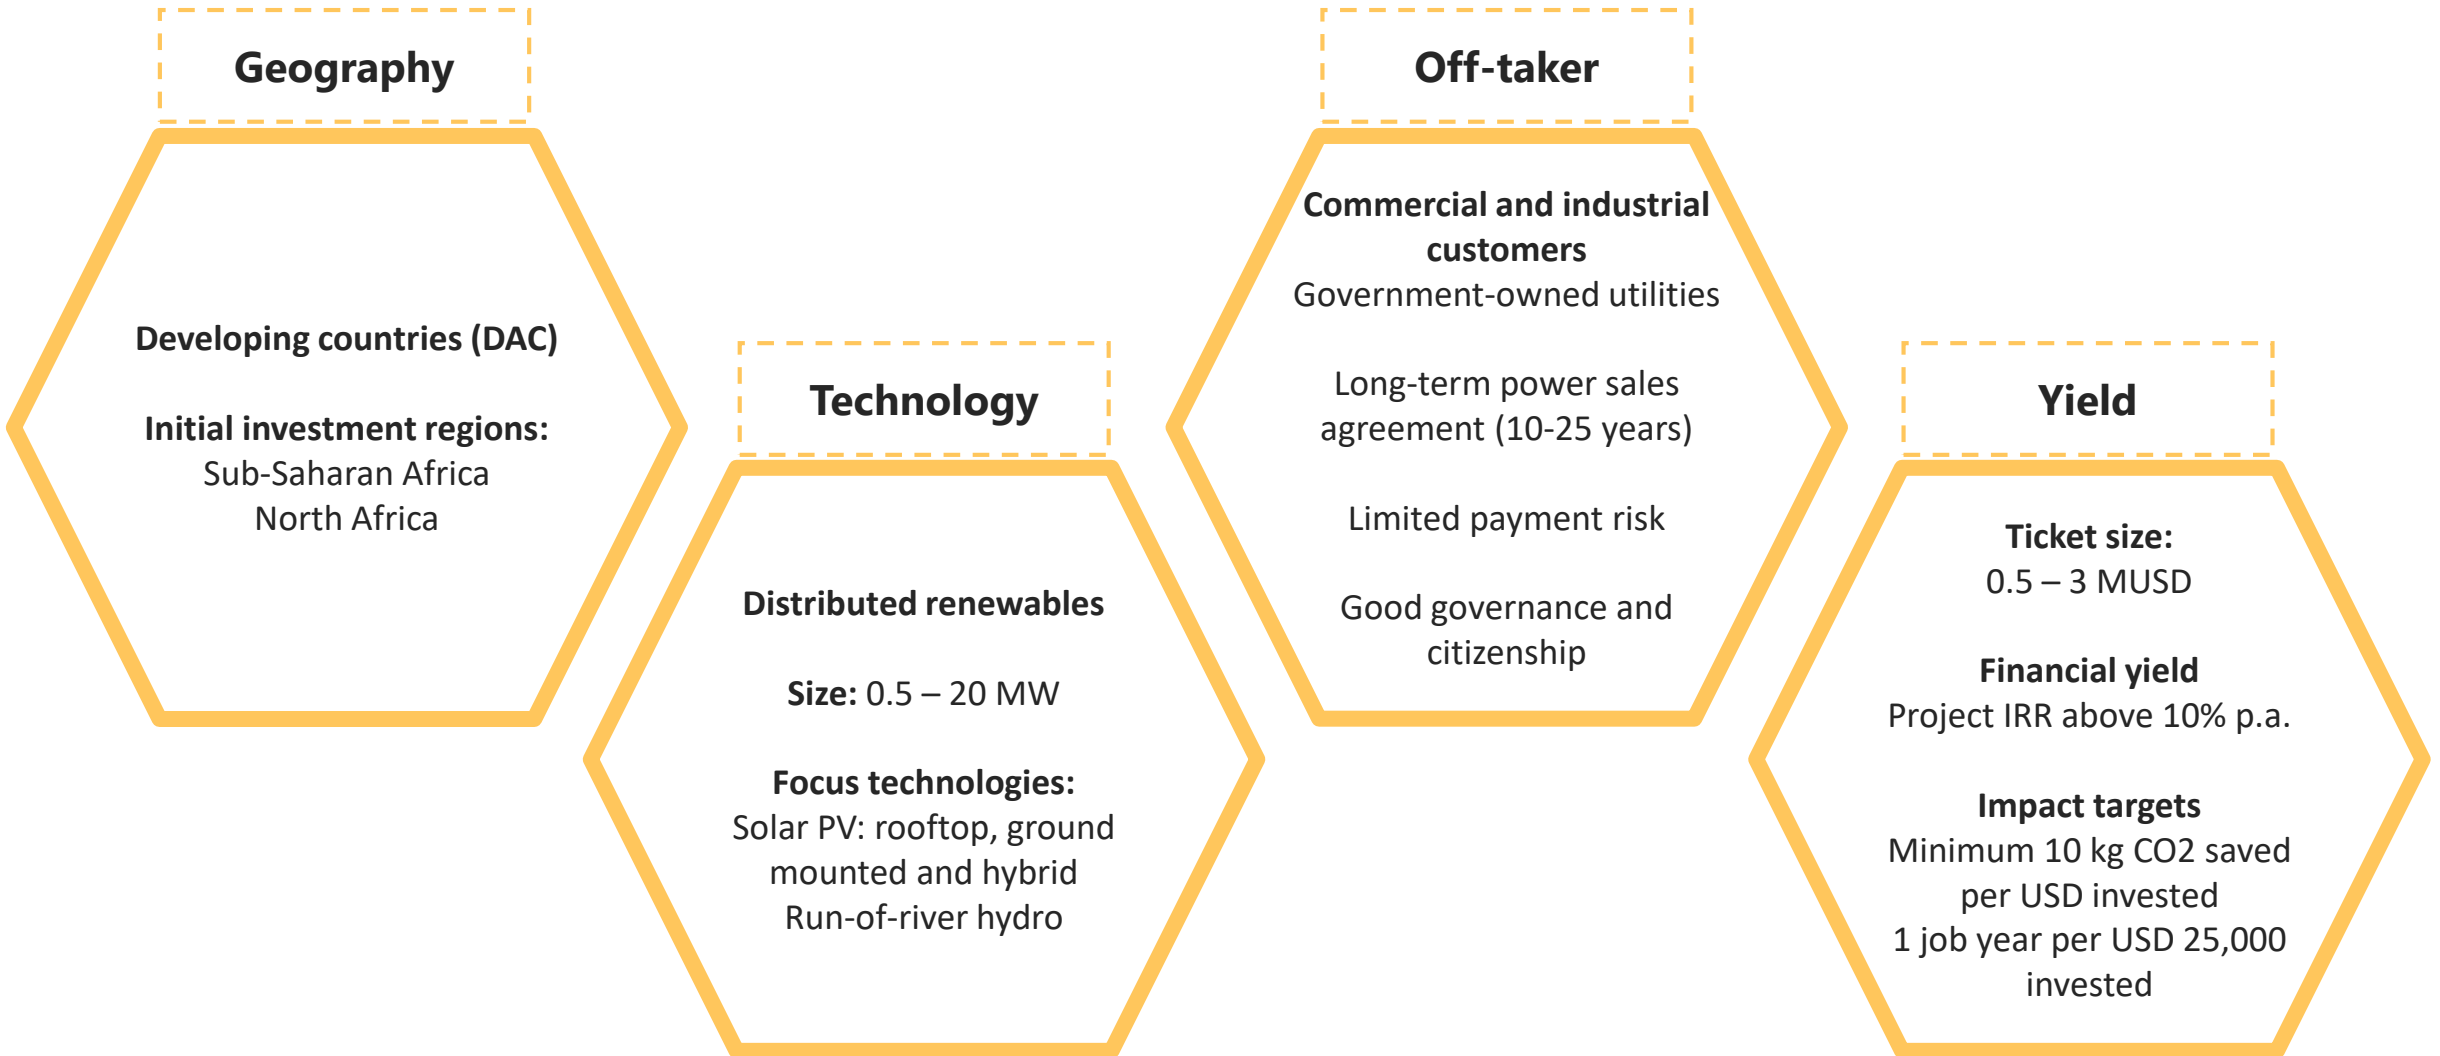 Geography
Developing countries (DAC)
Initial investment regions:
Sub-Saharan Africa
North Africa
Technology
Distributed renewables
Size: 0.5 – 20 MW
Focus technologies:
Solar PV: rooftop, ground
mounted and hybrid
Run-of-river hydro
Off-taker
Commercial and industrial
customers
Government-owned utilities
Long-term power sales
agreement (10-25 years)
Limited payment risk
Good governance and
citizenship
Yield
Ticket size:
0.5 – 3 MUSD
Financial yield
Project IRR above 10% p.a.
Impact targets
Minimum 10 kg CO2 saved
per USD invested
1 job year per USD 25,000
invested